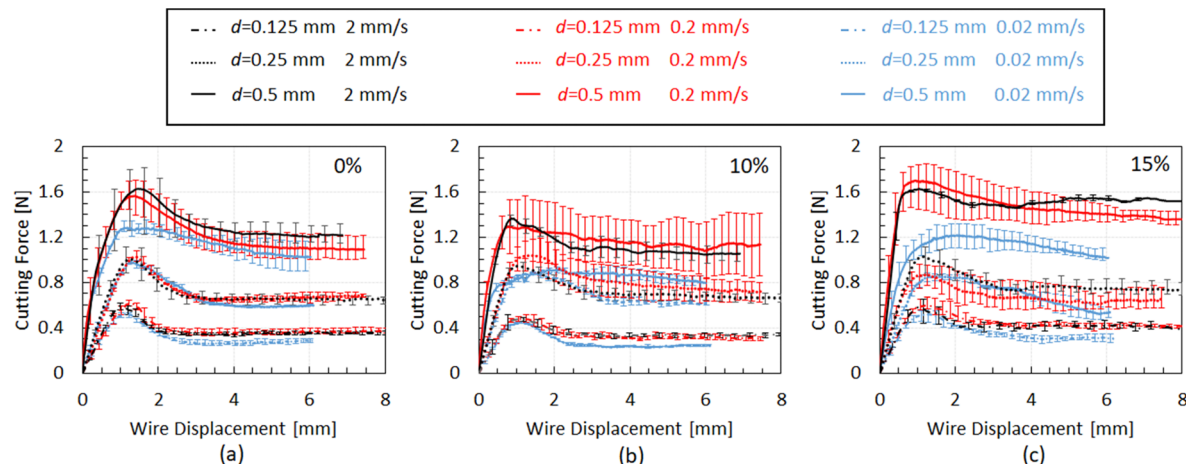 d=0.125 mm 2 mm/s d=0.125 mm 0.2 mm/s d=0.125 mm 0.02 mm/s
d=0.25 mm 2 mm/s d=0.25 mm 0.2 mm/s d=0.25 mm 0.02 mm/s
d=0.5 mm 2 mm/s d=0.5 mm 0.2 mm/s d=0.5 mm 0.02 mm/s
Cutting Force [N]
2
1.6
1.2
0.8
0.4
0
0%
0 2 4 6 8
Wire Displacement [mm]
(a)
Cutting Force [N]
2
1.6
1.2
0.8
0.4
0
10%
0 1 2 3 4 5 6 7 8
Wire Displacement [mm]
(b)
Cutting Force [N]
2
1.6
1.2
0.8
0.4
0
15%
0 2 4 6 8
Wire Displacement [mm]
(c)